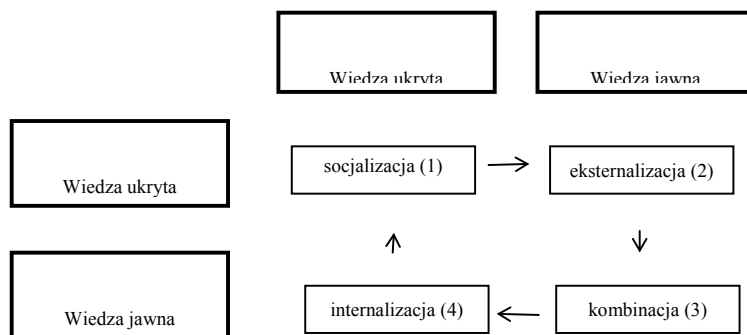 Wiedza ukryta
Wiedza jawna
Wiedza ukryta
socjalizacja (1)
eksternalizacja (2)
Wiedza jawna
internalizacja (4)
kombinacja (3)